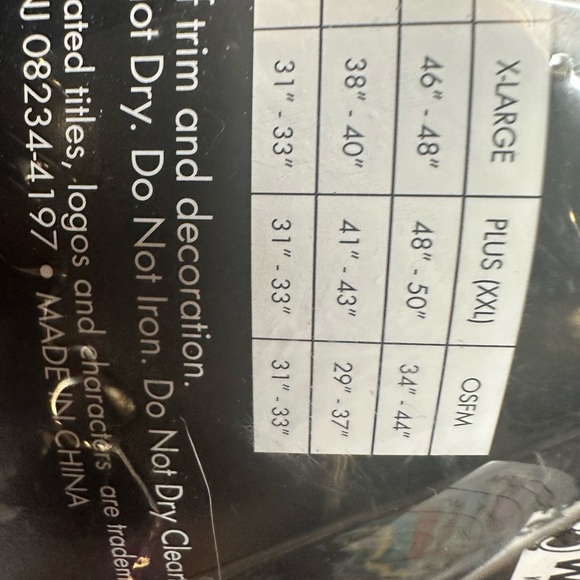 X-LARGE PLUS (XXL) OSFM
46" - 48" 48" - 50" 34" - 44"
38" - 40" 41" - 43" 29" - 37"
31" - 33" 31" - 33" 31" - 33"
f trim and decoration.
ot Dry. Do Not Iron. Do Not Dry Clean
ated titles, logos and characters are tradem
NJ 08234-4197 • MADE IN CHINA